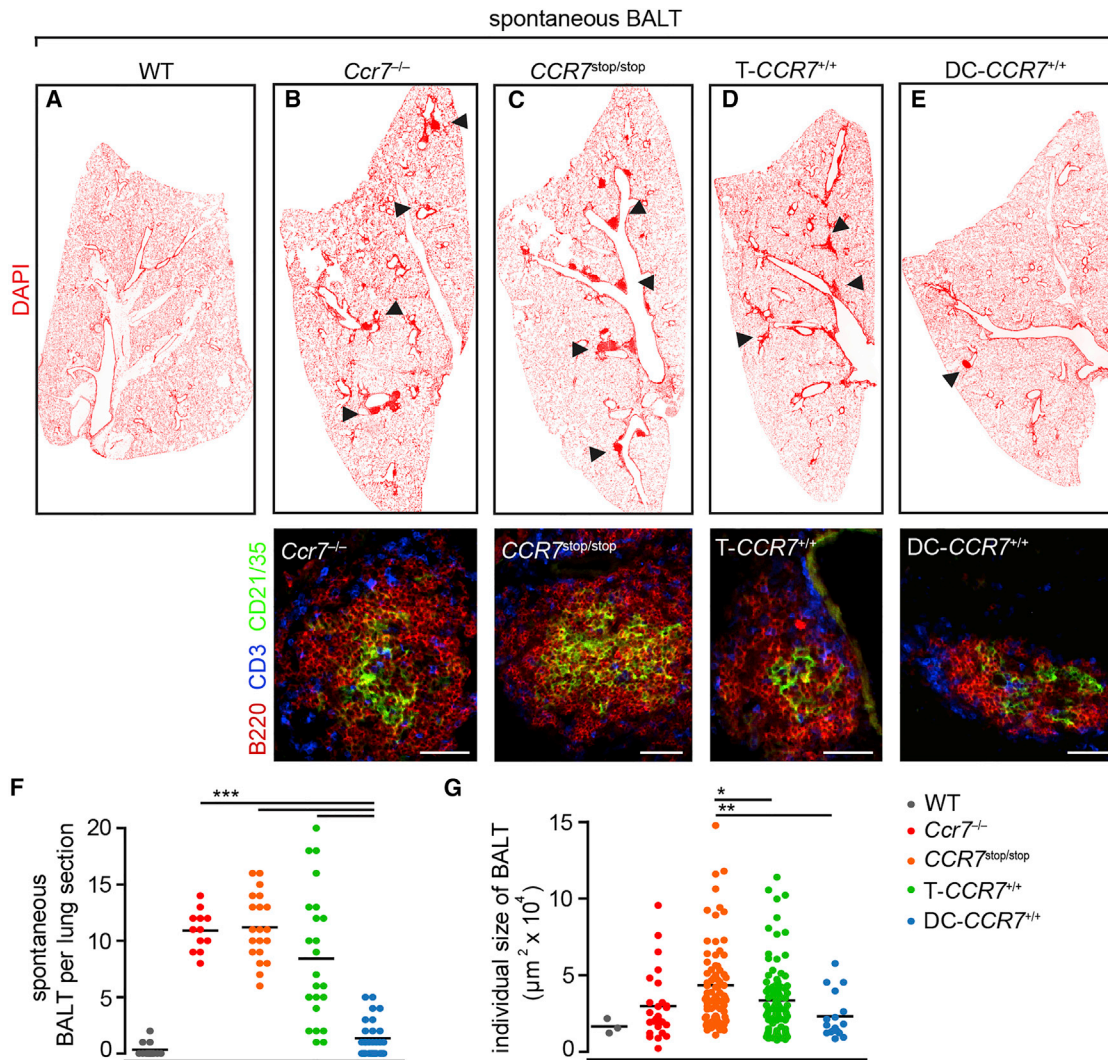 spontaneous BALT
WT
Ccr7–/–
CCR7stop/stop
T-CCR7+/+
DC-CCR7+/+
A
B
C
D
E
DAPI
Ccr7–/–
CCR7stop/stop
T-CCR7+/+
DC-CCR7+/+
B220 CD3 CD21/35
F
***
spontaneous
BALT per lung section
20
15
10
5
0
G
*
**
individual size of BALT
(µm 2 x 104)
15
10
5
0
WT
Ccr7–/–
CCR7stop/stop
T-CCR7+/+
DC-CCR7+/+